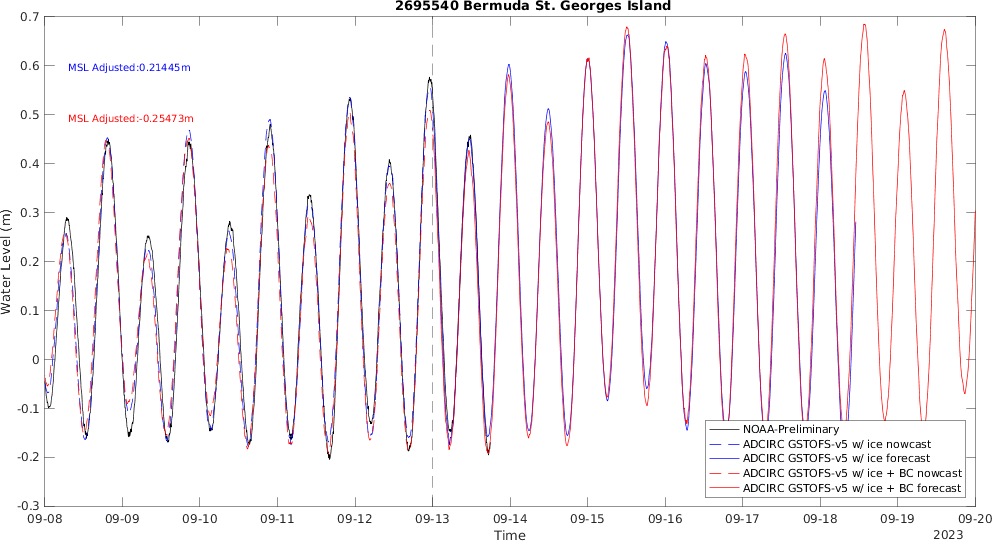 2695540 Bermuda St. Georges Island
0.7
0.6
0.5
0.4
0.3
0.2
0.1
0
-0.1
-0.2
-0.3
Water Level (m)
MSL Adjusted:0.21445m
MSL Adjusted:-0.25473m
NOAA-Preliminary
ADCIRC GSTOFS-v5 w/ ice nowcast
ADCIRC GSTOFS-v5 w/ ice forecast
ADCIRC GSTOFS-v5 w/ ice + BC nowcast
ADCIRC GSTOFS-v5 w/ ice + BC forecast
09-08 09-09 09-10 09-11 09-12 09-13 09-14 09-15 09-16 09-17 09-18 09-19 09-20
Time
2023